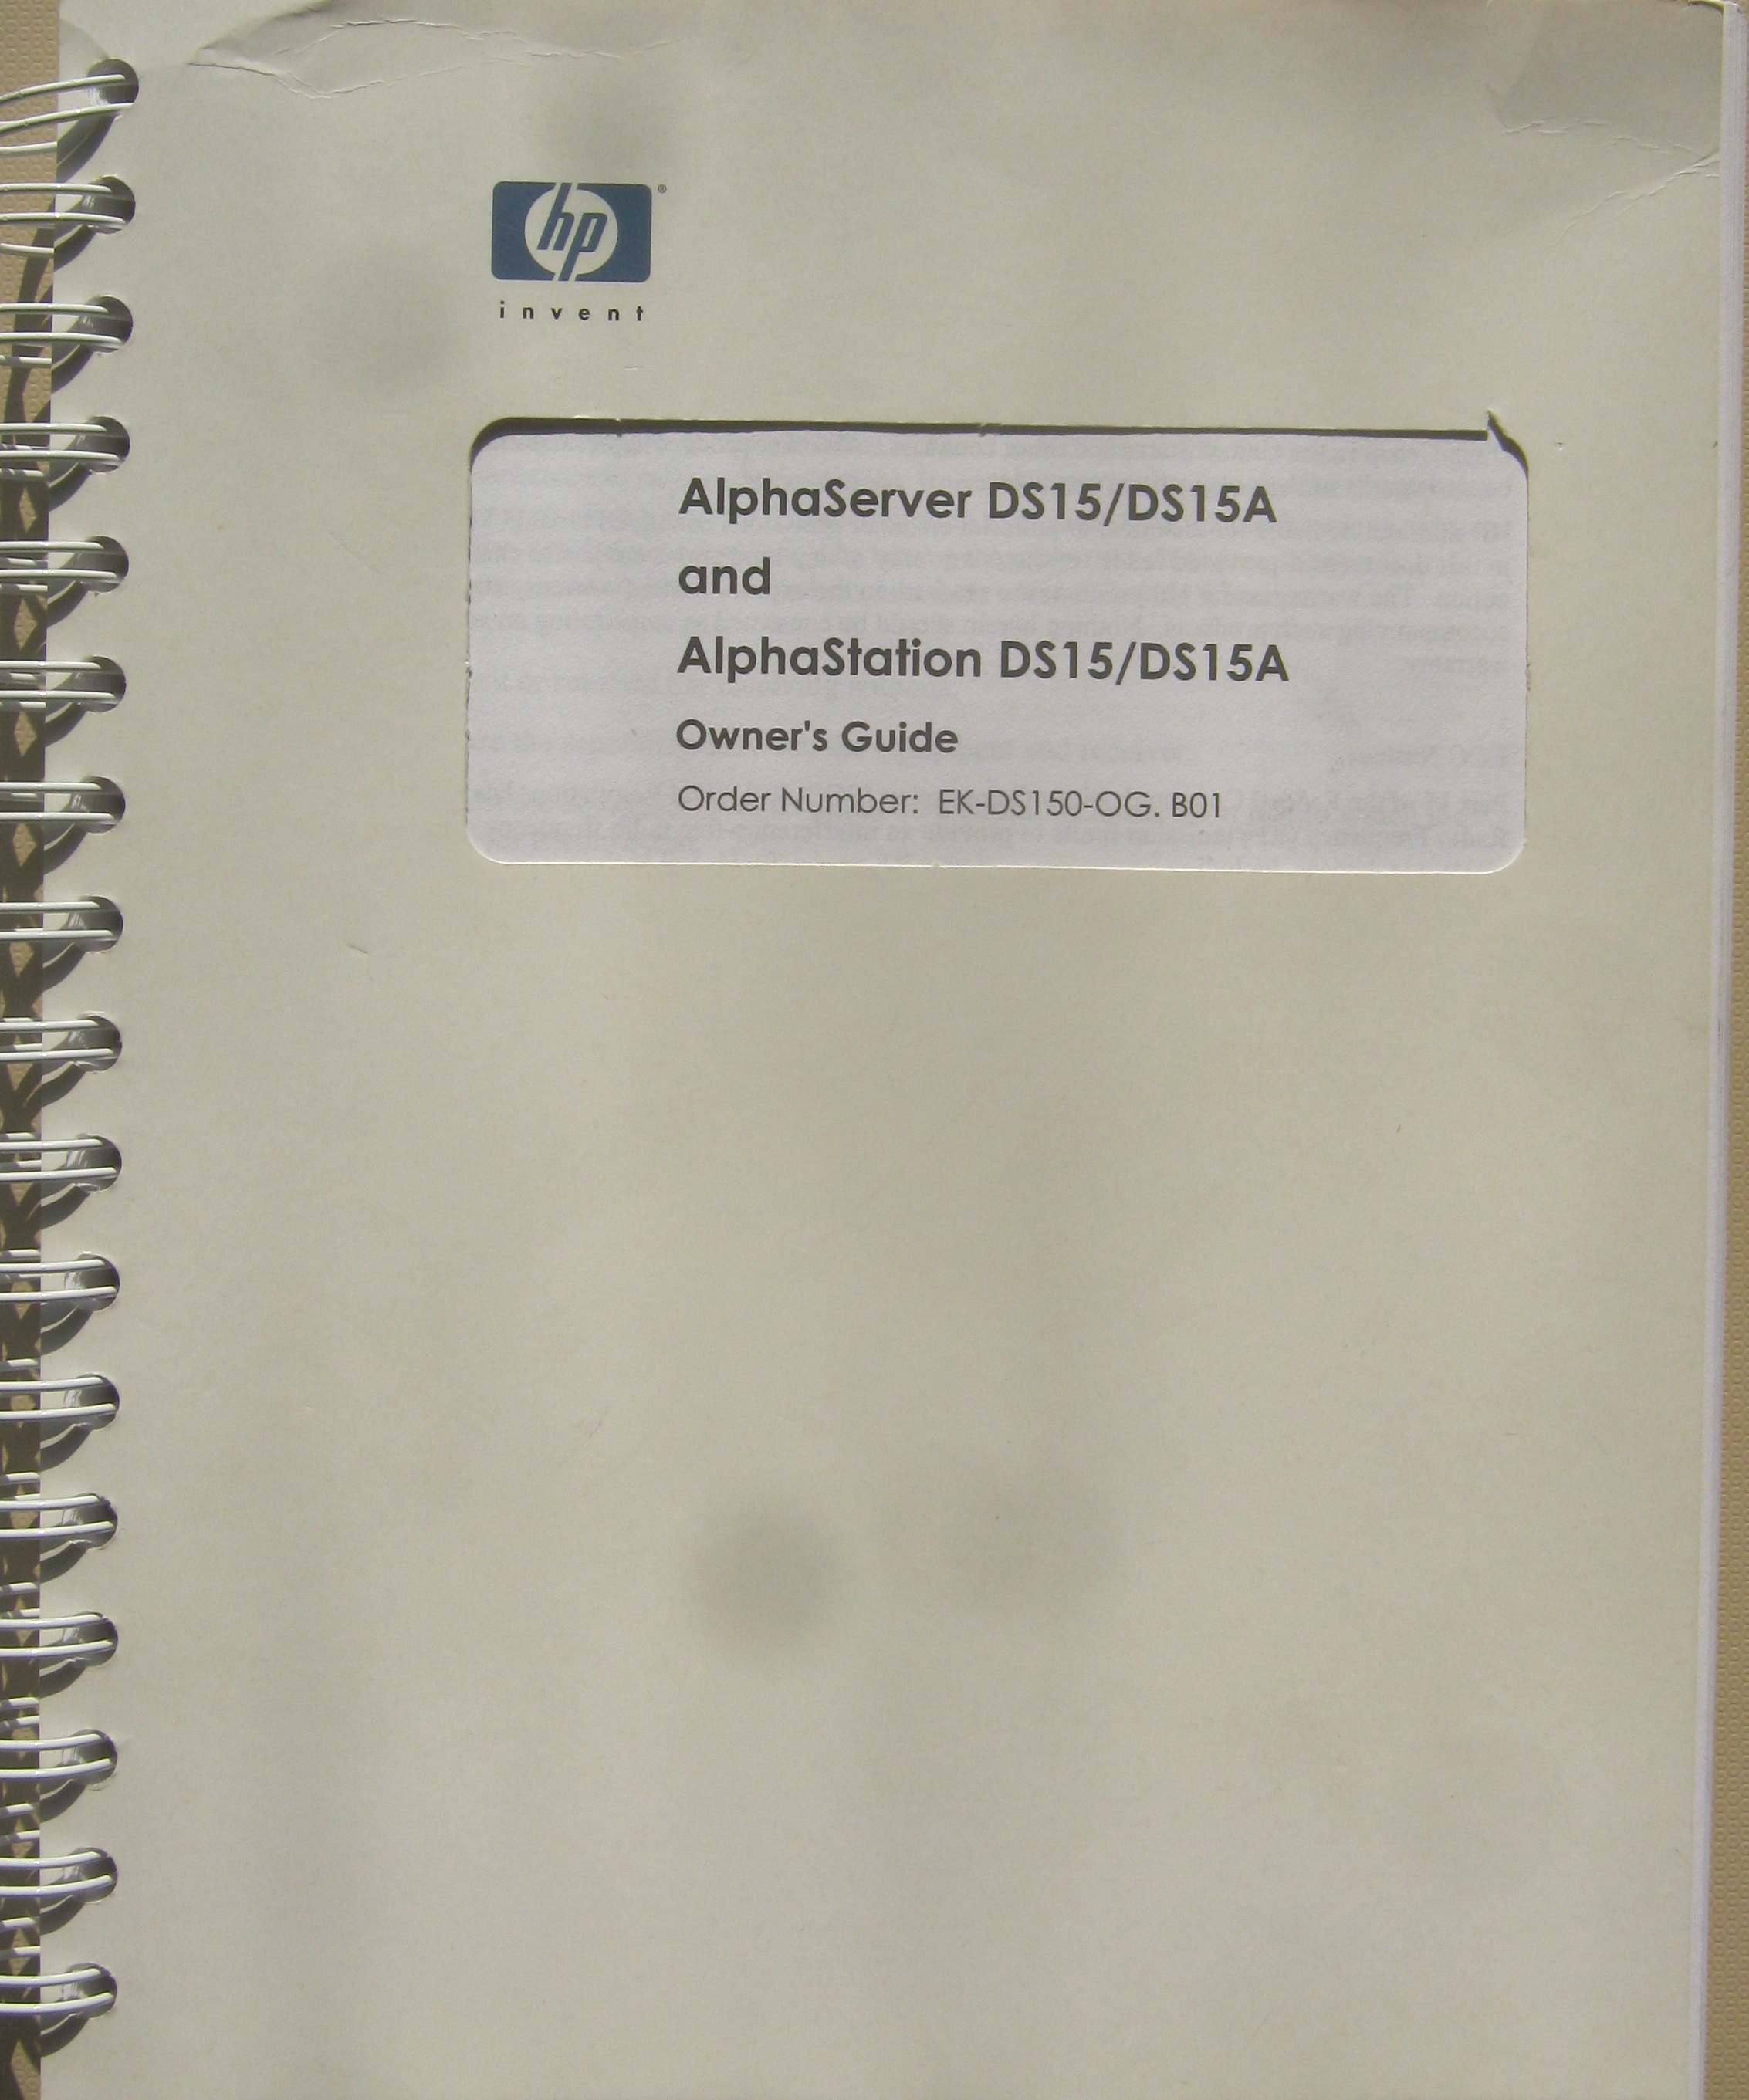 hp®
invent
AlphaServer DS15/DS15A
and
AlphaStation DS15/DS15A
Owner's Guide
Order Number: EK-DS150-OG. B01